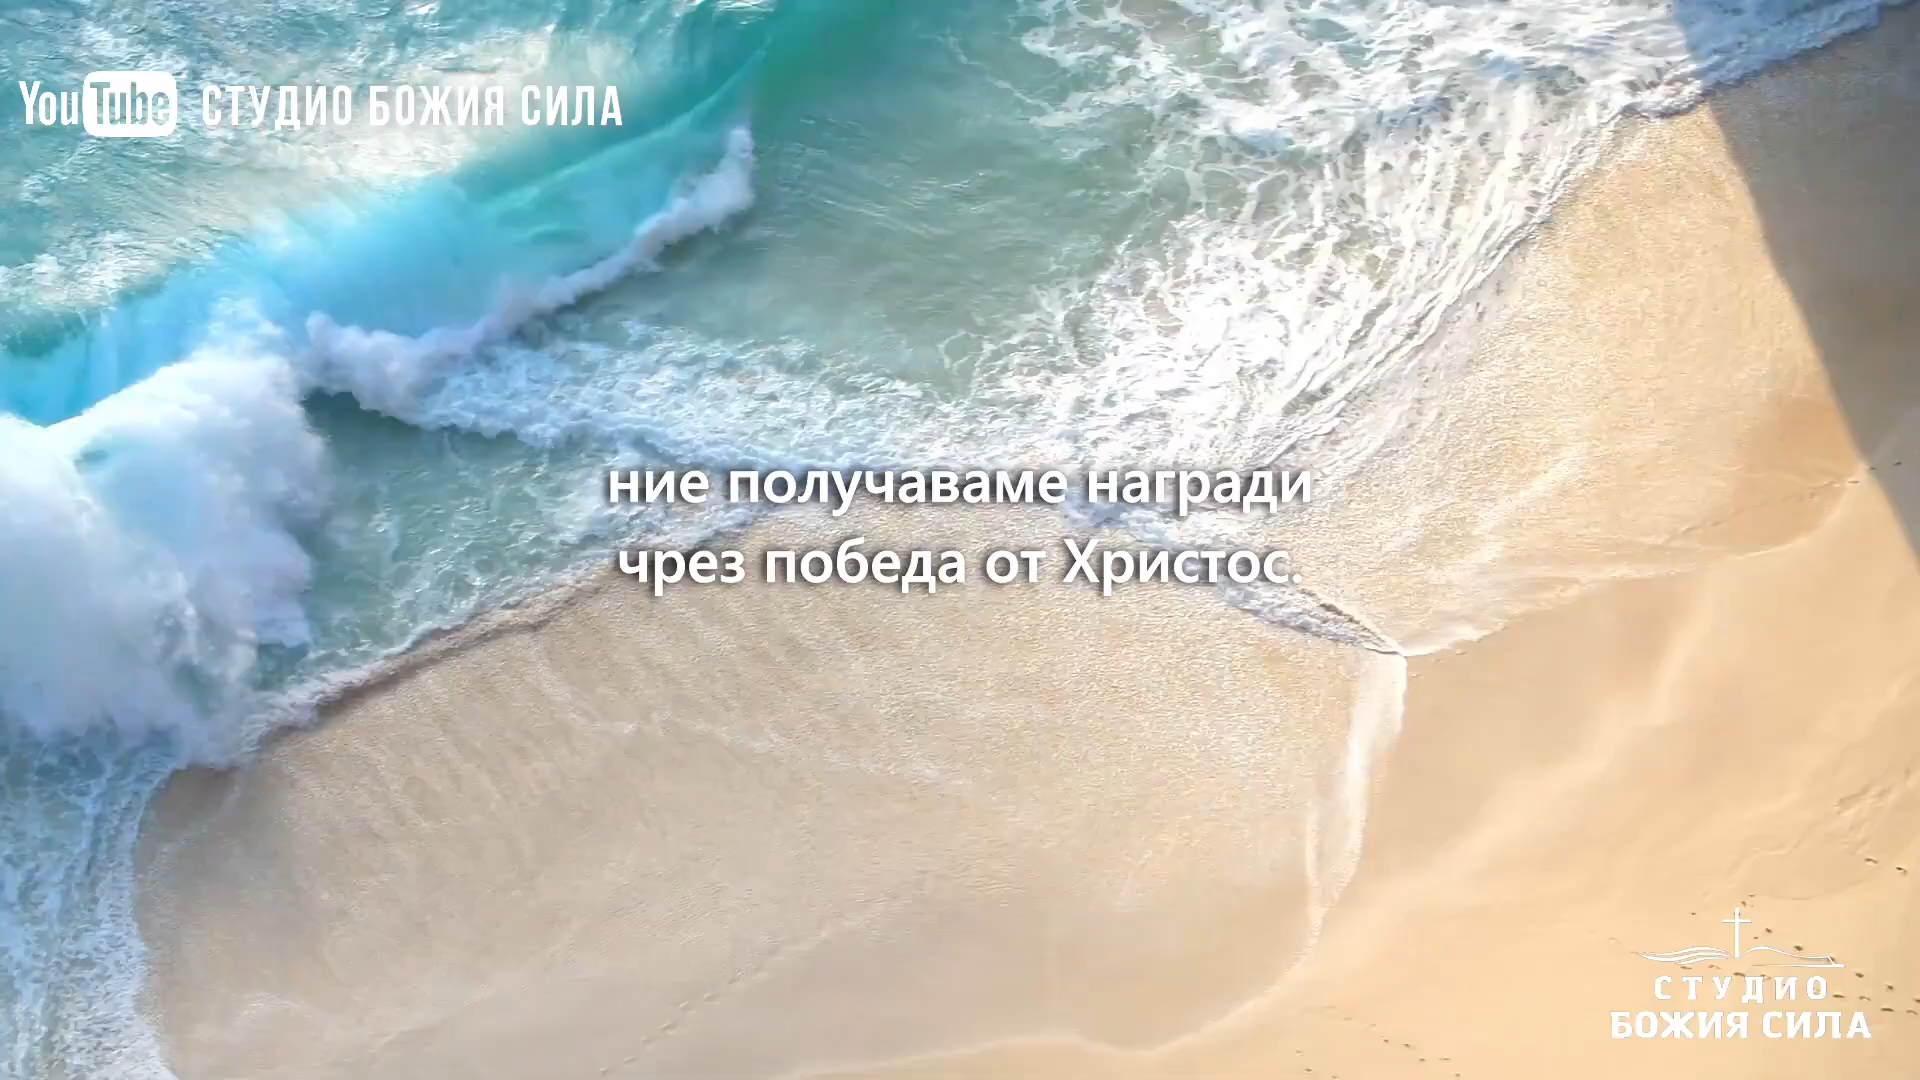 YouTube СТУДИО БОЖИЯ СИЛА
ние получаваме награди
чрез победа от Христос.
СТУДИО
БОЖИЯ СИЛА